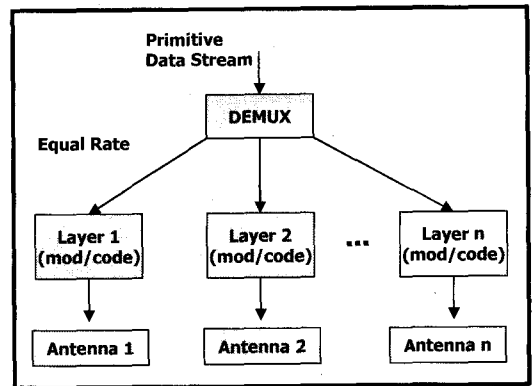 Primitive
Data Stream
DEMUX
Equal Rate
Layer 1
(mod/code)
Layer 2
(mod/code)
...
Layer n
(mod/code)
Antenna 1
Antenna 2
Antenna n